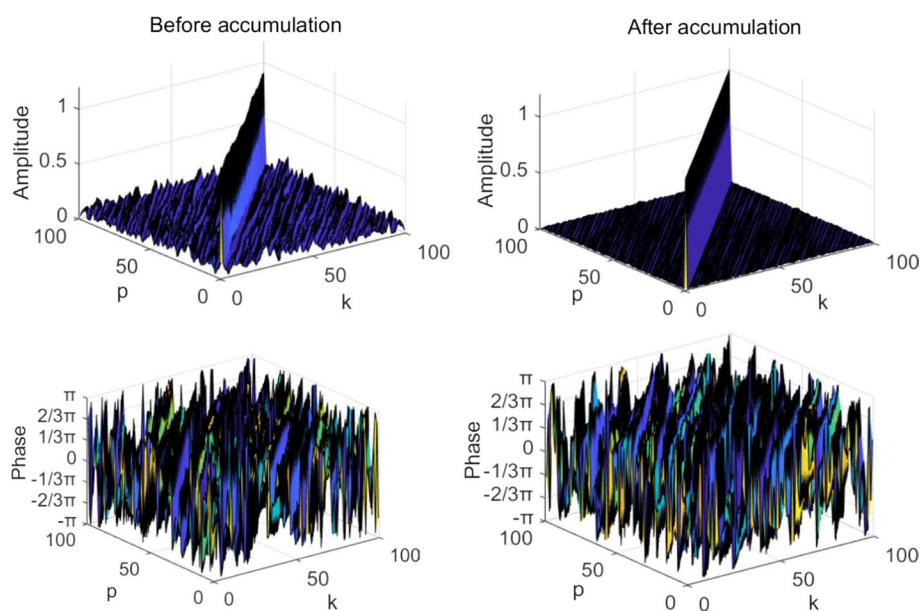 Before accumulation
Amplitude
1
0.5
0
100
50
0
p
0
50
100
k
After accumulation
Amplitude
1
0.5
0
100
50
0
p
0
50
100
k
Phase
π
2/3π
1/3π
0
-1/3π
-2/3π
-π
100
50
0
p
0
50
100
k
Phase
π
2/3π
1/3π
0
-1/3π
-2/3π
-π
100
50
0
p
0
50
100
k